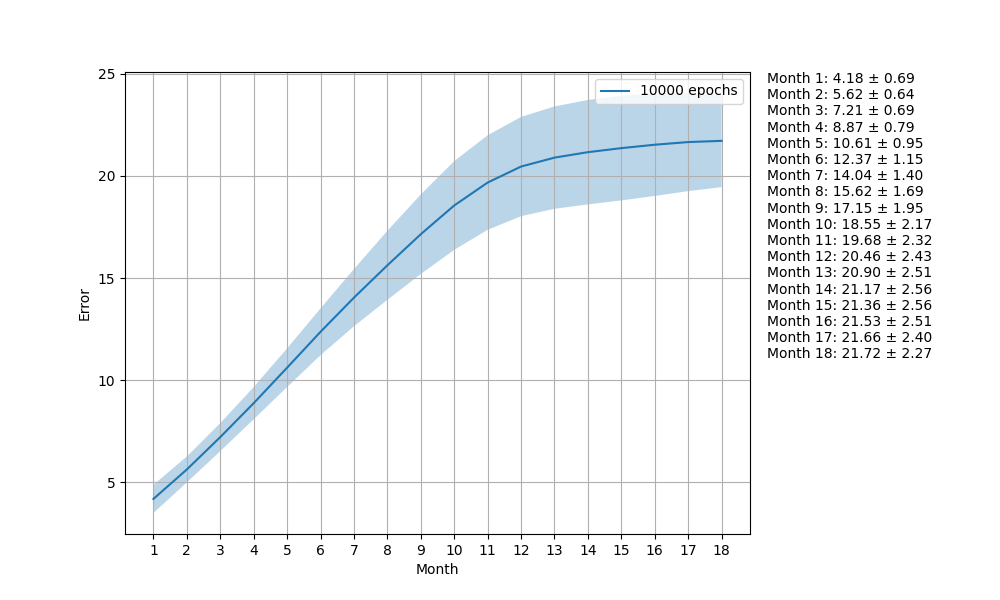 25
20
15
10
5
Error
10000 epochs
1 2 3 4 5 6 7 8 9 10 11 12 13 14 15 16 17 18
Month
Month 1: 4.18 ± 0.69
Month 2: 5.62 ± 0.64
Month 3: 7.21 ± 0.69
Month 4: 8.87 ± 0.79
Month 5: 10.61 ± 0.95
Month 6: 12.37 ± 1.15
Month 7: 14.04 ± 1.40
Month 8: 15.62 ± 1.69
Month 9: 17.15 ± 1.95
Month 10: 18.55 ± 2.17
Month 11: 19.68 ± 2.32
Month 12: 20.46 ± 2.43
Month 13: 20.90 ± 2.51
Month 14: 21.17 ± 2.56
Month 15: 21.36 ± 2.56
Month 16: 21.53 ± 2.51
Month 17: 21.66 ± 2.40
Month 18: 21.72 ± 2.27